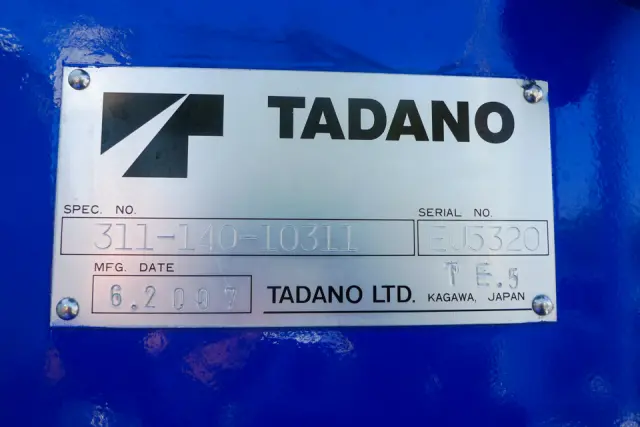 TADANO
SPEC. NO.
SERIAL NO.
311-140-10311
EJ5320
MFG. DATE
T E.5
6.2007
TADANO LTD.
KAGAWA, JAPAN